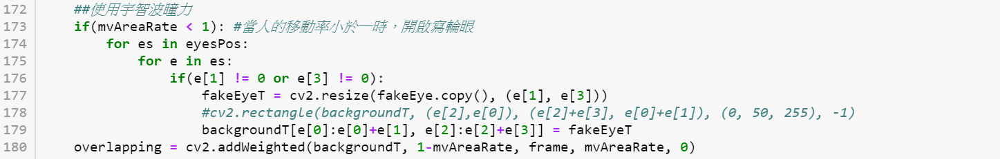 172     ##使用宇智波瞳力
173     if(mvAreaRate < 1): #當人的移動率小於一時，開啟寫輪眼
174         for es in eyesPos:
175             for e in es:
176                 if(e[1] != 0 or e[3] != 0):
177                     fakeEyeT = cv2.resize(fakeEye.copy(), (e[1], e[3]))
178                     #cv2.rectangle(backgroundT, (e[2],e[0]), (e[2]+e[3], e[0]+e[1]), (0, 50, 255), -1)
179                     backgroundT[e[0]:e[0]+e[1], e[2]:e[2]+e[3]] = fakeEyeT
180     overlapping = cv2.addWeighted(backgroundT, 1-mvAreaRate, frame, mvAreaRate, 0)